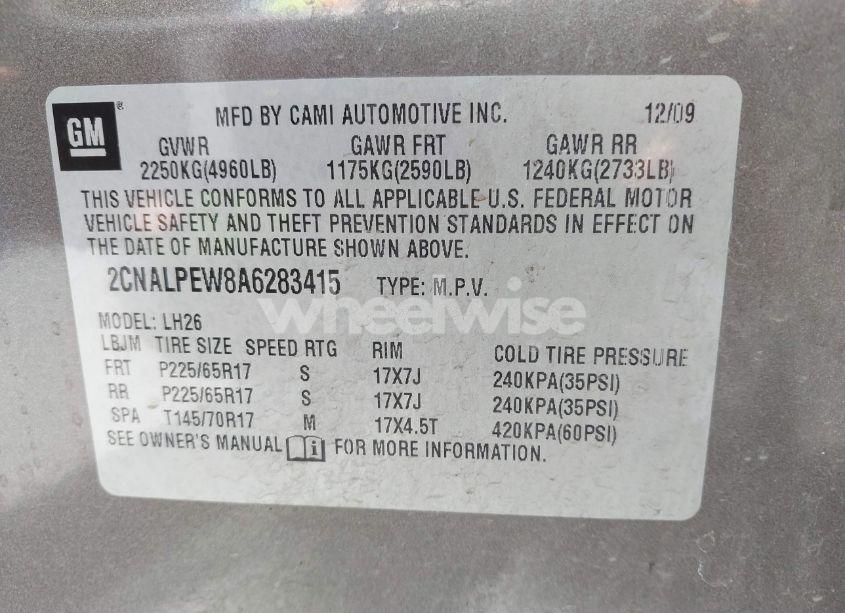 GM ® MFD BY CAMI AUTOMOTIVE INC. 12/09
GVWR GAWR FRT GAWR RR
2250KG(4960LB) 1175KG(2590LB) 1240KG(2733LB)
THIS VEHICLE CONFORMS TO ALL APPLICABLE U.S. FEDERAL MOTOR
VEHICLE SAFETY AND THEFT PREVENTION STANDARDS IN EFFECT ON
THE DATE OF MANUFACTURE SHOWN ABOVE.
2CNALPEW8A6283415 TYPE: M.P.V.
wheelwise
MODEL: LH26
LBJM TIRE SIZE SPEED RTG RIM COLD TIRE PRESSURE
FRT P225/65R17 S 17X7J 240KPA(35PSI)
RR P225/65R17 S 17X7J 240KPA(35PSI)
SPA T145/70R17 M 17X4.5T 420KPA(60PSI)
SEE OWNER'S MANUAL i FOR MORE INFORMATION.